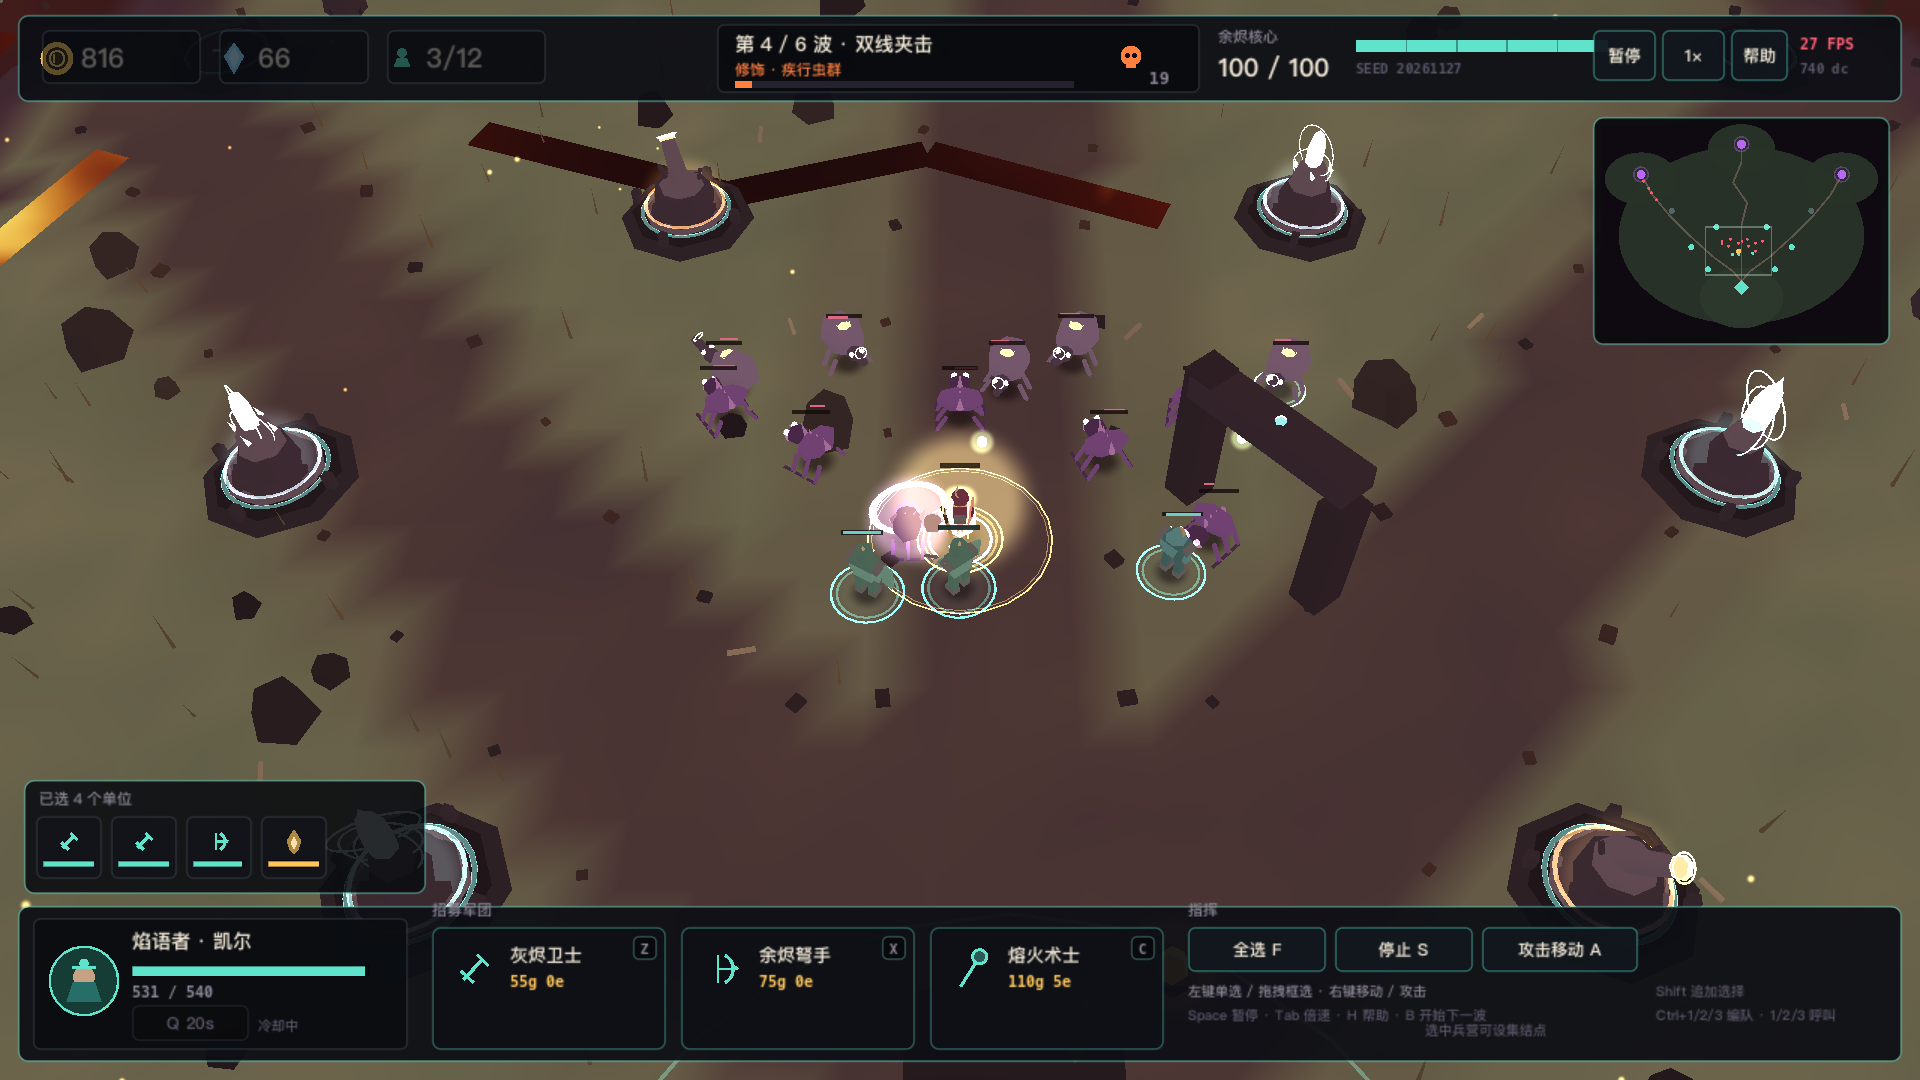 816
66
3/12
第 4 / 6 波 · 双线夹击
修饰 · 疾行虫群
19
余烬核心
100 / 100
SEED 20261127
暂停
1×
帮助
27 FPS
740 dc
已选 4 个单位
焰语者 · 凯尔
531 / 540
Q 20s
冷却中
招募军团
灰烬卫士
Z
55g 0e
余烬弩手
X
75g 0e
熔火术士
C
110g 5e
指挥
全选 F
停止 S
攻击移动 A
左键单选 / 拖拽框选 · 右键移动 / 攻击
Shift 追加选择
Space 暂停 · Tab 倍速 · H 帮助 · B 开始下一波
Ctrl+1/2/3 编队 · 1/2/3 呼叫
选中兵营可设集结点